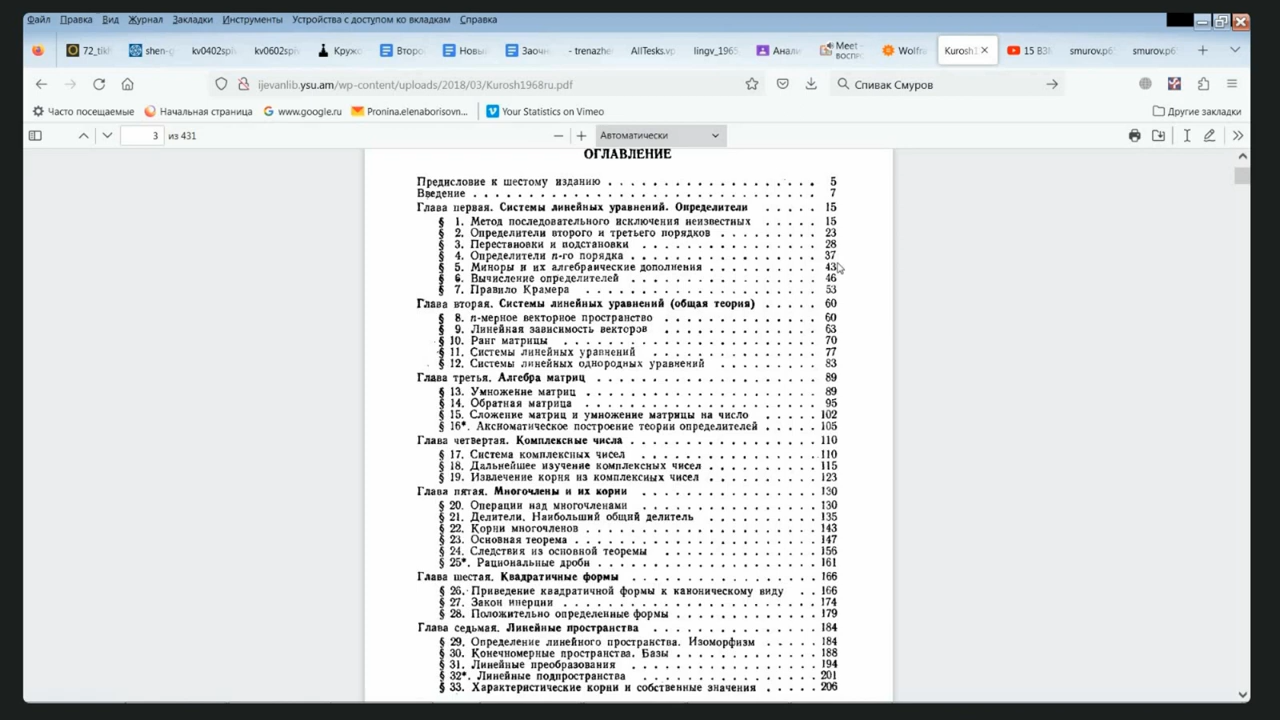 Файл Правка Вид Журнал Закладки Инструменты Устройства с доступом ко вкладкам Справка
72_tikl shen-g kv0402spi kv0602spi Кружо Второ Новы Заоч - trenazhe AllTesks.vp lingv_1965 Анали Meet - воспр Wolfra Kurosh1 15 ВЗ smurov.p6 smurov.p6
ijevanlib.ysu.am/wp-content/uploads/2018/03/Kurosh1968ru.pdf Спивак Смуров
Часто посещаемые Начальная страница www.google.ru Pronina.elenaborisovn... Your Statistics on Vimeo Другие закладки
3 из 431 Автоматически
ОГЛАВЛЕНИЕ
Предисловие к шестому изданию 5
Введение 7
Глава первая. Системы линейных уравнений. Определители 15
§ 1. Метод последовательного исключения неизвестных 15
§ 2. Определители второго и третьего порядков 23
§ 3. Перестановки и подстановки 28
§ 4. Определители n-го порядка 37
§ 5. Миноры и их алгебраические дополнения 43
§ 6. Вычисление определителей 46
§ 7. Правило Крамера 53
Глава вторая. Системы линейных уравнений (общая теория) 60
§ 8. n-мерное векторное пространство 60
§ 9. Линейная зависимость векторов 63
§ 10. Ранг матрицы 70
§ 11. Системы линейных уравнений 77
§ 12. Системы линейных однородных уравнений 83
Глава третья. Алгебра матриц 89
§ 13. Умножение матриц 89
§ 14. Обратная матрица 95
§ 15. Сложение матриц и умножение матрицы на число 102
§ 16*. Аксиоматическое построение теории определителей 105
Глава четвертая. Комплексные числа 110
§ 17. Система комплексных чисел 110
§ 18. Дальнейшее изучение комплексных чисел 115
§ 19. Извлечение корня из комплексных чисел 123
Глава пятая. Многочлены и их корни 130
§ 20. Операции над многочленами 130
§ 21. Делители. Наибольший общий делитель 135
§ 22. Корни многочленов 143
§ 23. Основная теорема 147
§ 24. Следствия из основной теоремы 156
§ 25*. Рациональные дроби 161
Глава шестая. Квадратичные формы 166
§ 26. Приведение квадратичной формы к каноническому виду 166
§ 27. Закон инерции 174
§ 28. Положительно определенные формы 179
Глава седьмая. Линейные пространства 184
§ 29. Определение линейного пространства. Изоморфизм 184
§ 30. Конечномерные пространства. Базы 188
§ 31. Линейные преобразования 194
§ 32*. Линейные подпространства 201
§ 33. Характеристические корни и собственные значения 206